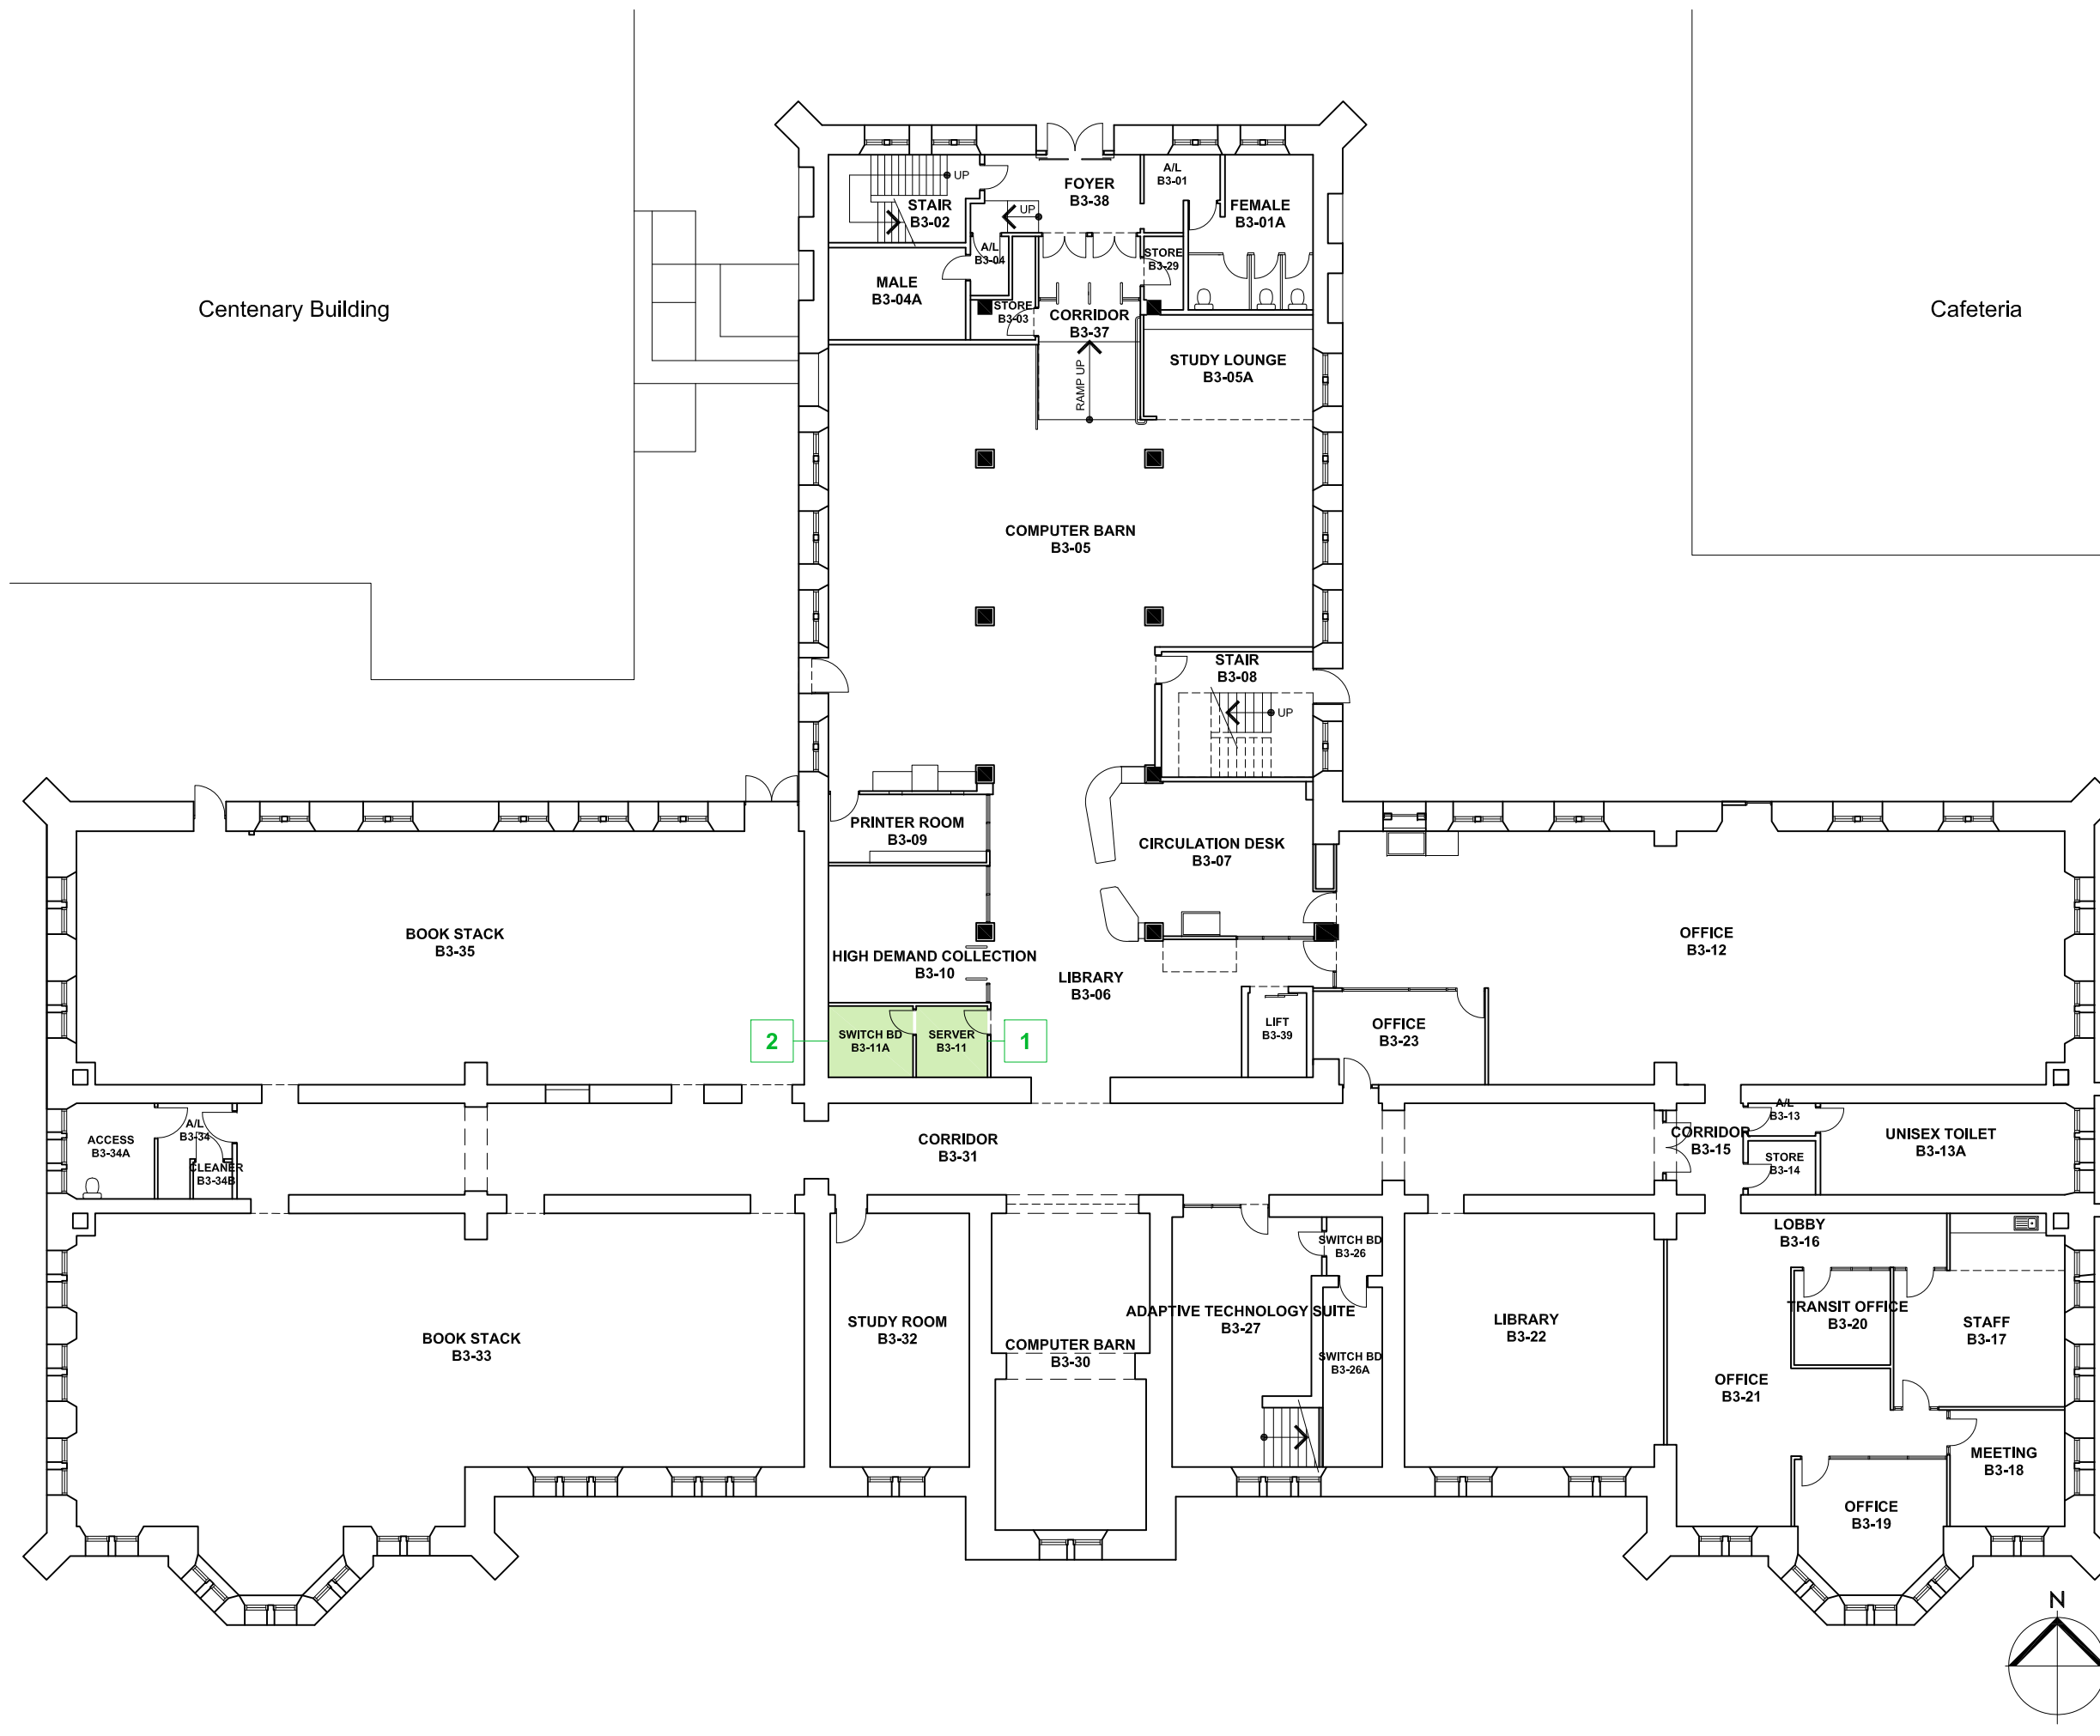 A/L
B3-01
UP
FOYER
B3-38
STAIR
B3-02
UP
FEMALE
B3-01A
A/L
B3-04
STORE
B3-29
MALE
B3-04A
Centenary Building
STORE
B3-03
CORRIDOR
B3-37
Cafeteria
STUDY LOUNGE
B3-05A
RAMP UP
COMPUTER BARN
B3-05
STAIR
B3-08
UP
PRINTER ROOM
B3-09
CIRCULATION DESK
B3-07
BOOK STACK
B3-35
OFFICE
B3-12
HIGH DEMAND COLLECTION
B3-10
LIBRARY
B3-06
2
SWITCH BD
B3-11A
SERVER
B3-11
1
LIFT
B3-39
OFFICE
B3-23
ACCESS
B3-34A
A/L
B3-34
CLEANER
B3-34B
CORRIDOR
B3-31
CORRIDOR
B3-15
A/L
B3-13
STORE
B3-14
UNISEX TOILET
B3-13A
LOBBY
B3-16
SWITCH BD
B3-26
BOOK STACK
B3-33
STUDY ROOM
B3-32
COMPUTER BARN
B3-30
ADAPTIVE TECHNOLOGY SUITE
B3-27
SWITCH BD
B3-26A
LIBRARY
B3-22
TRANSIT OFFICE
B3-20
STAFF
B3-17
OFFICE
B3-21
MEETING
B3-18
OFFICE
B3-19
N